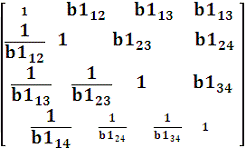 1 b1₁₂ b1₁₃ b1₁₃
1/b1₁₂ 1 b1₂₃ b1₂₄
1/b1₁₃ 1/b1₂₃ 1 b1₃₄
1/b1₁₄ 1/b1₂₄ 1/b1₃₄ 1